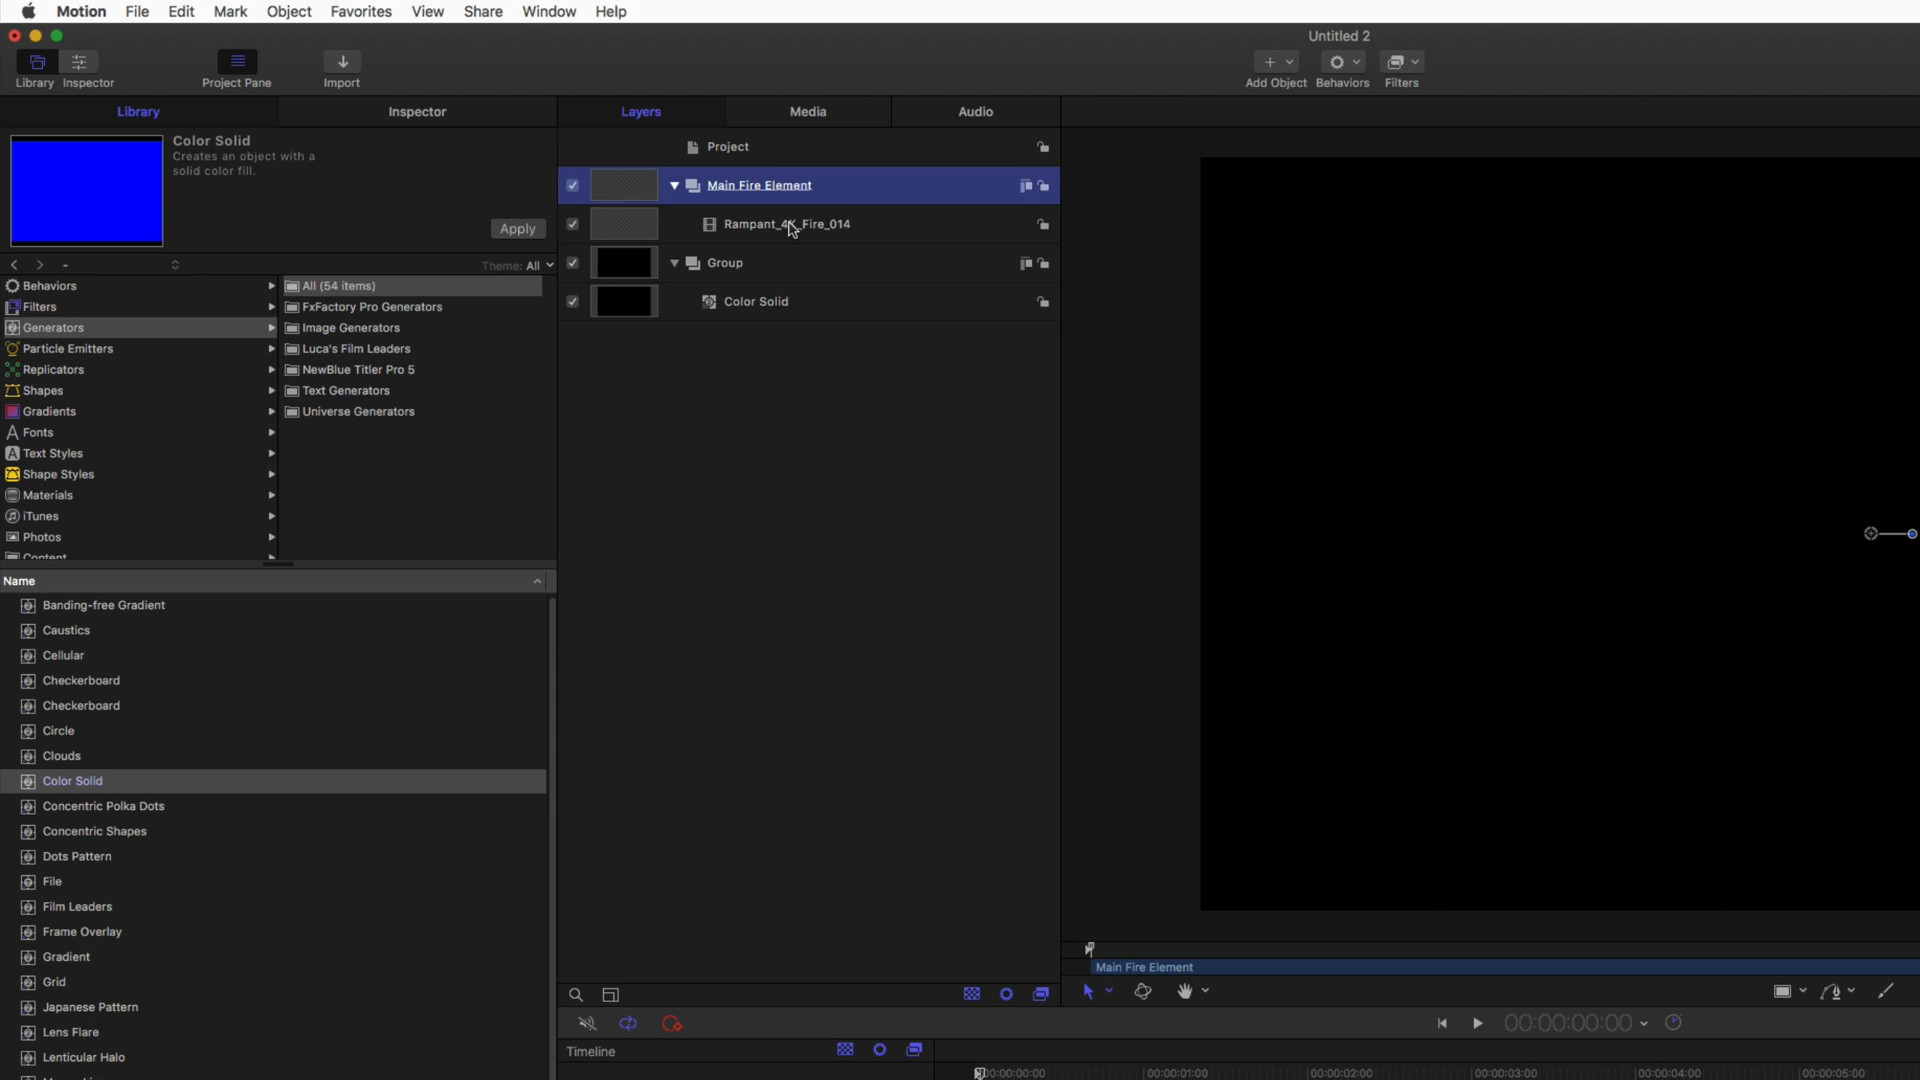 Motion File Edit Mark Object Favorites View Share Window Help
Untitled 2
Library Inspector Project Pane Import Add Object Behaviors Filters
Library Inspector Layers Media Audio
Color Solid
Creates an object with a
solid color fill.
Apply
Theme: All
Behaviors
Filters
Generators
Particle Emitters
Replicators
Shapes
Gradients
Fonts
Text Styles
Shape Styles
Materials
iTunes
Photos
Content
All (54 items)
FxFactory Pro Generators
Image Generators
Luca's Film Leaders
NewBlue Titler Pro 5
Text Generators
Universe Generators
Name
Banding-free Gradient
Caustics
Cellular
Checkerboard
Checkerboard
Circle
Clouds
Color Solid
Concentric Polka Dots
Concentric Shapes
Dots Pattern
File
Film Leaders
Frame Overlay
Gradient
Grid
Japanese Pattern
Lens Flare
Lenticular Halo
Project
Main Fire Element
Rampant_4K_Fire_014
Group
Color Solid
Main Fire Element
00:00:00:00
Timeline
00:00:00:00 00:00:01:00 00:00:02:00 00:00:03:00 00:00:04:00 00:00:05:00